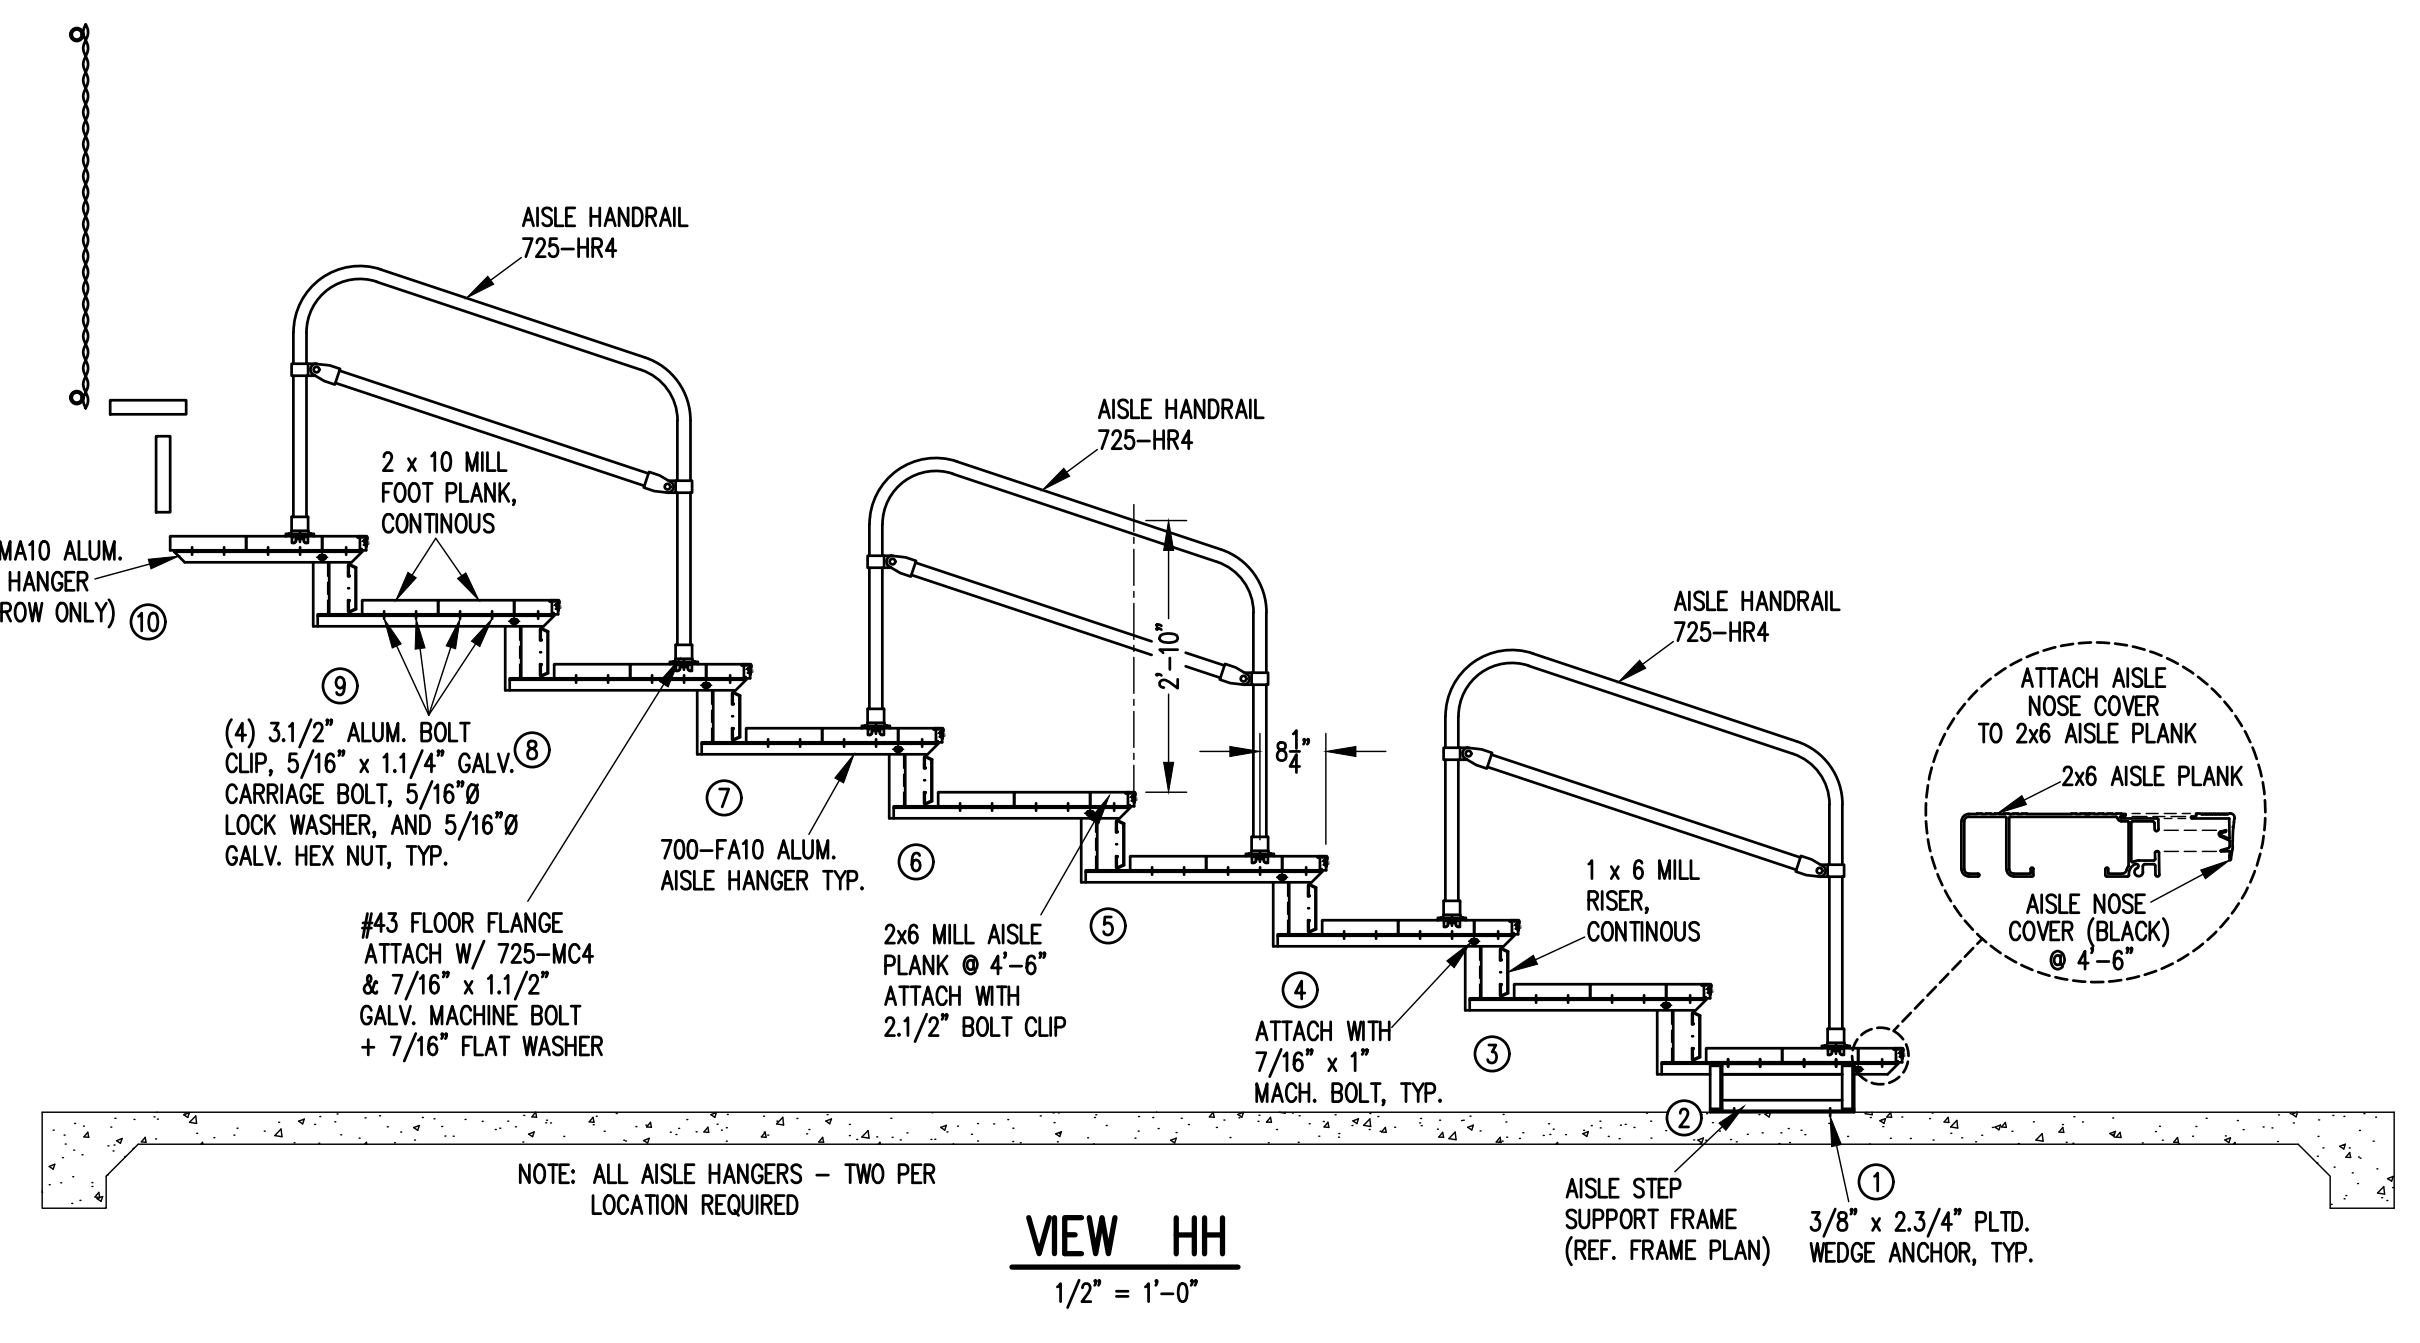 AISLE HANDRAIL
725-HR4
AISLE HANDRAIL
725-HR4
AISLE HANDRAIL
725-HR4
2 x 10 MILL
FOOT PLANK,
CONTINOUS
MA10 ALUM.
HANGER
ROW ONLY)
10
9
8
7
6
5
4
3
2
1
(4) 3.1/2" ALUM. BOLT
CLIP, 5/16" x 1.1/4" GALV.
CARRIAGE BOLT, 5/16"Ø
LOCK WASHER, AND 5/16"Ø
GALV. HEX NUT, TYP.
#43 FLOOR FLANGE
ATTACH W/ 725-MC4
& 7/16" x 1.1/2"
GALV. MACHINE BOLT
+ 7/16" FLAT WASHER
700-FA10 ALUM.
AISLE HANGER TYP.
2x6 MILL AISLE
PLANK @ 4'-6"
ATTACH WITH
2.1/2" BOLT CLIP
2'-10"
8 1/4"
1 x 6 MILL
RISER,
CONTINOUS
ATTACH WITH
7/16" x 1"
MACH. BOLT, TYP.
ATTACH AISLE
NOSE COVER
TO 2x6 AISLE PLANK
2x6 AISLE PLANK
AISLE NOSE
COVER (BLACK)
@ 4'-6"
AISLE STEP
SUPPORT FRAME
(REF. FRAME PLAN)
3/8" x 2.3/4" PLTD.
WEDGE ANCHOR, TYP.
NOTE: ALL AISLE HANGERS - TWO PER
LOCATION REQUIRED
VIEW HH
1/2" = 1'-0"